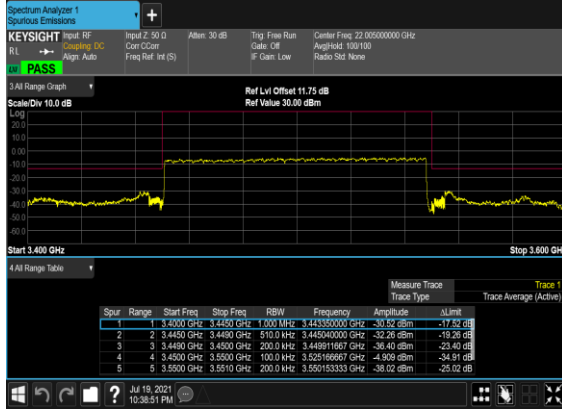 Spectrum Analyzer 1
Spurious Emissions
KEYSIGHT Input: RF Input Z: 50 Ω Atten: 30 dB Trig: Free Run Center Freq: 22.005000000 GHz
RL Coupling: DC Corr CCorr Gate: Off Avg|Hold: 100/100
Align: Auto Freq Ref: Int (S) IF Gain: Low Radio Std: None
PASS
3 All Range Graph Ref Lvl Offset 11.75 dB
Scale/Div 10.0 dB Ref Value 30.00 dBm
Log
20.0
10.0
0.00
-10.0
-20.0
-30.0
-40.0
-50.0
-60.0
Start 3.400 GHz Stop 3.600 GH
4 All Range Table
Measure Trace Trace 1
Trace Type Trace Average (Active)
Spur Range Start Freq Stop Freq RBW Frequency Amplitude ΔLimit
1 1 3.4000 GHz 3.4450 GHz 1.000 MHz 3.443350000 GHz -30.52 dBm -17.52 dB
2 2 3.4450 GHz 3.4490 GHz 510.0 kHz 3.445040000 GHz -32.26 dBm -19.26 dB
3 3 3.4490 GHz 3.4500 GHz 200.0 kHz 3.449911667 GHz -36.40 dBm -23.40 dB
4 4 3.4500 GHz 3.5500 GHz 100.0 kHz 3.525166667 GHz -4.909 dBm -34.91 dB
5 5 3.5500 GHz 3.5510 GHz 200.0 kHz 3.550153333 GHz -38.02 dBm -25.02 dB
? Jul 19, 2021
10:38:51 PM